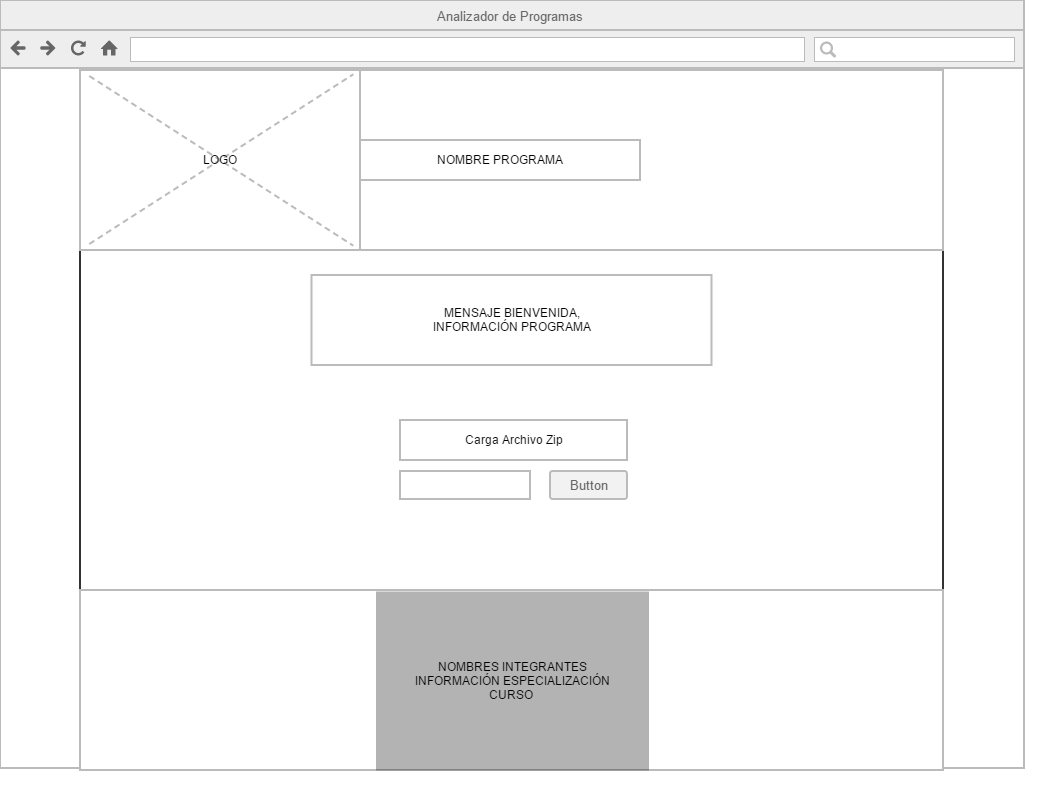 Analizador de Programas
LOGO
NOMBRE PROGRAMA
MENSAJE BIENVENIDA,
INFORMACIÓN PROGRAMA
Carga Archivo Zip
Button
NOMBRES INTEGRANTES
INFORMACIÓN ESPECIALIZACIÓN
CURSO